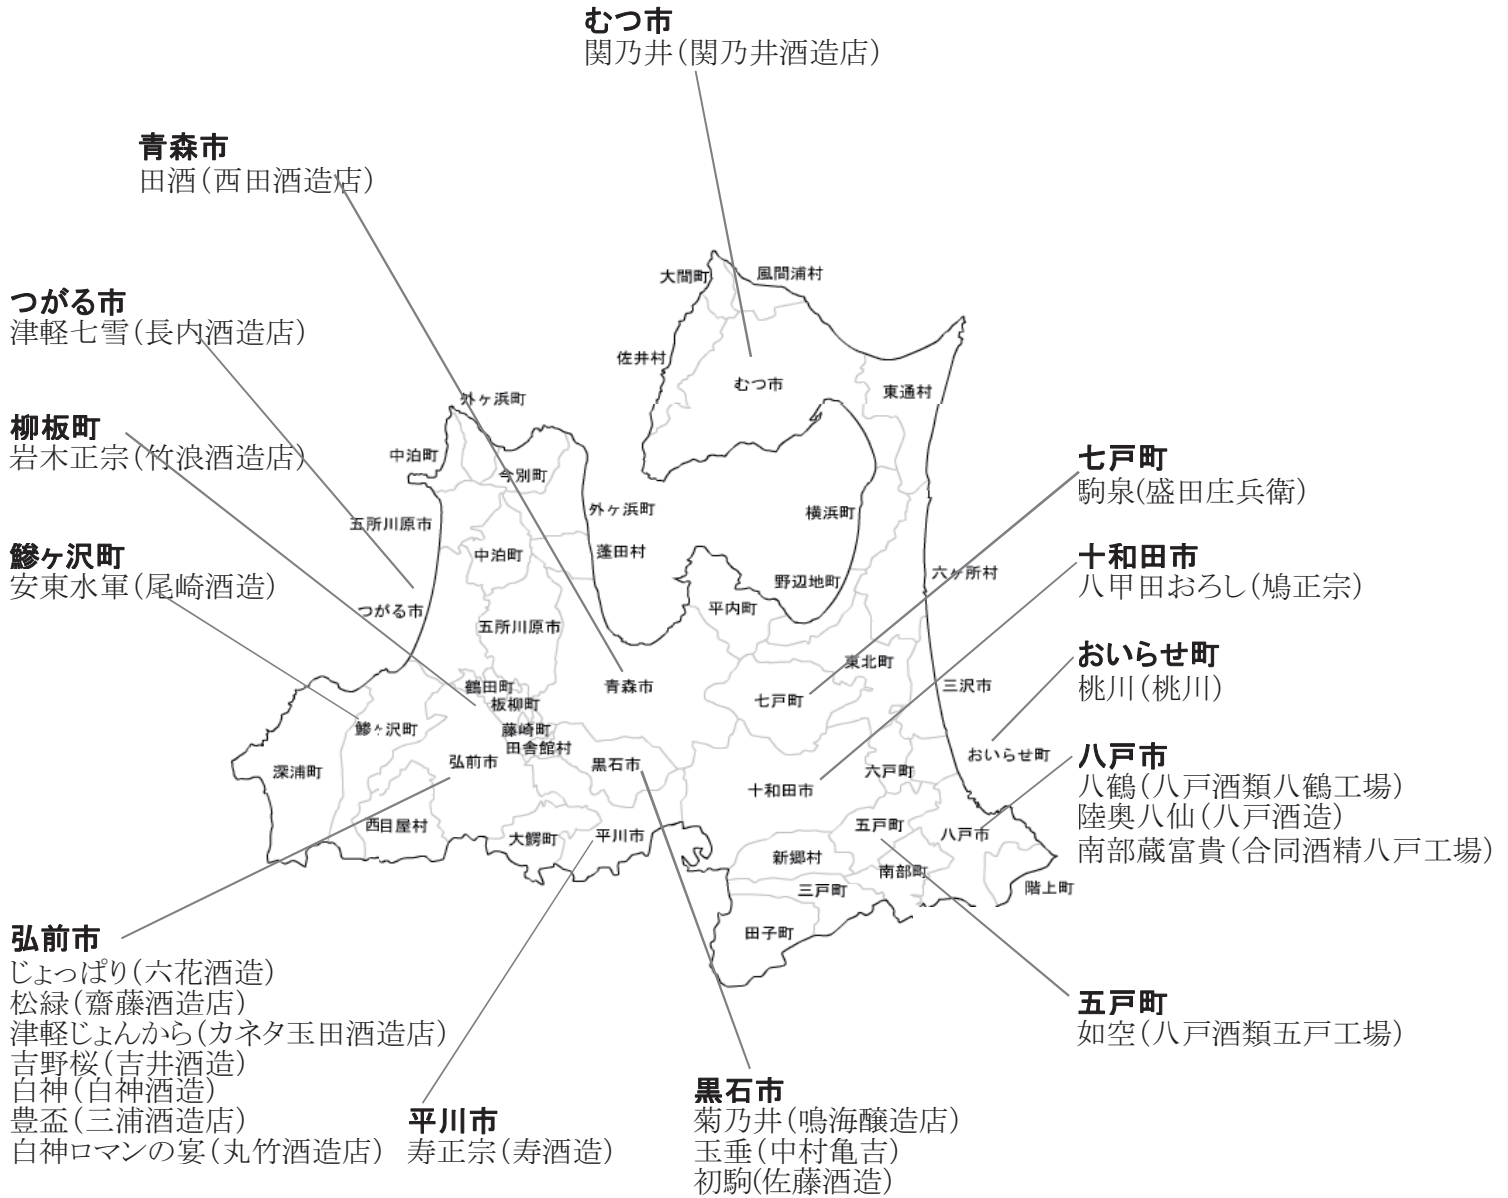 むつ市
関乃井(関乃井酒造店)
青森市
田酒(西田酒造店)
つがる市
津軽七雪(長内酒造店)
柳板町
岩木正宗(竹浪酒造店)
鰺ヶ沢町
安東水軍(尾崎酒造)
七戸町
駒泉(盛田庄兵衛)
十和田市
八甲田おろし(鳩正宗)
おいらせ町
桃川(桃川)
八戸市
八鶴(八戸酒類八鶴工場)
陸奥八仙(八戸酒造)
南部蔵富貴(合同酒精八戸工場)
五戸町
如空(八戸酒類五戸工場)
弘前市
じょっぱり(六花酒造)
松緑(齋藤酒造店)
津軽じょんから(カネタ玉田酒造店)
吉野桜(吉井酒造)
白神(白神酒造)
豊盃(三浦酒造店)
白神ロマンの宴(丸竹酒造店)
平川市
寿正宗(寿酒造)
黒石市
菊乃井(鳴海醸造店)
玉垂(中村亀吉)
初駒(佐藤酒造)
大間町
風間浦村
佐井村
むつ市
東通村
外ヶ浜町
中泊町
今別町
外ヶ浜町
横浜町
五所川原市
中泊町
蓬田村
野辺地町
六ヶ所村
つがる市
五所川原市
平内町
東北町
鶴田町
青森市
七戸町
三沢市
板柳町
鰺ヶ沢町
藤崎町
田舎館村
深浦町
弘前市
黒石市
十和田市
六戸町
おいらせ町
西目屋村
大鰐町
平川市
五戸町
八戸市
新郷村
南部町
三戸町
階上町
田子町